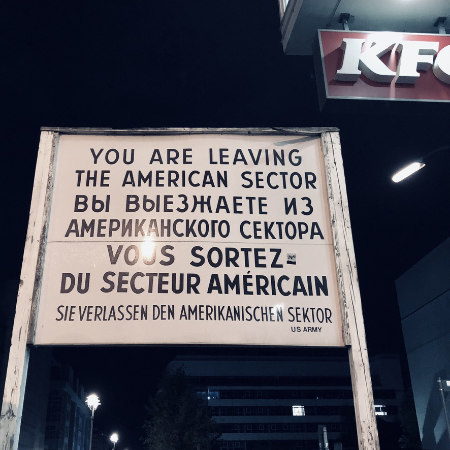 KFC
YOU ARE LEAVING
THE AMERICAN SECTOR
ВЫ ВЫЕЗЖАЕТЕ ИЗ
АМЕРИКАНСКОГО СЕКТОРА
VOUS SORTEZ
DU SECTEUR AMÉRICAIN
SIE VERLASSEN DEN AMERIKANISCHEN SEKTOR
US ARMY